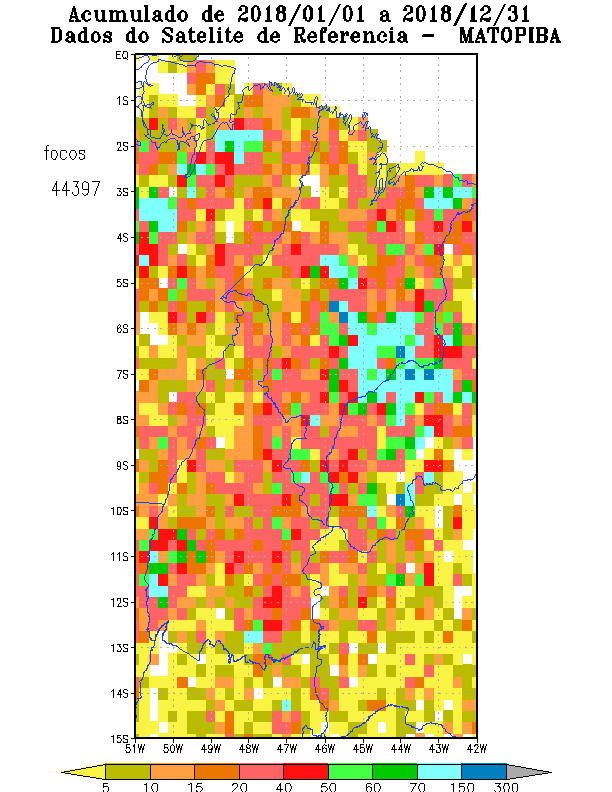 Acumulado de 2018/01/01 a 2018/12/31
Dados do Satelite de Referencia - MATOPIBA
focos
44397
EQ
1S
2S
3S
4S
5S
6S
7S
8S
9S
10S
11S
12S
13S
14S
15S
51W 50W 49W 48W 47W 46W 45W 44W 43W 42W
5 10 15 20 40 50 60 70 150 300